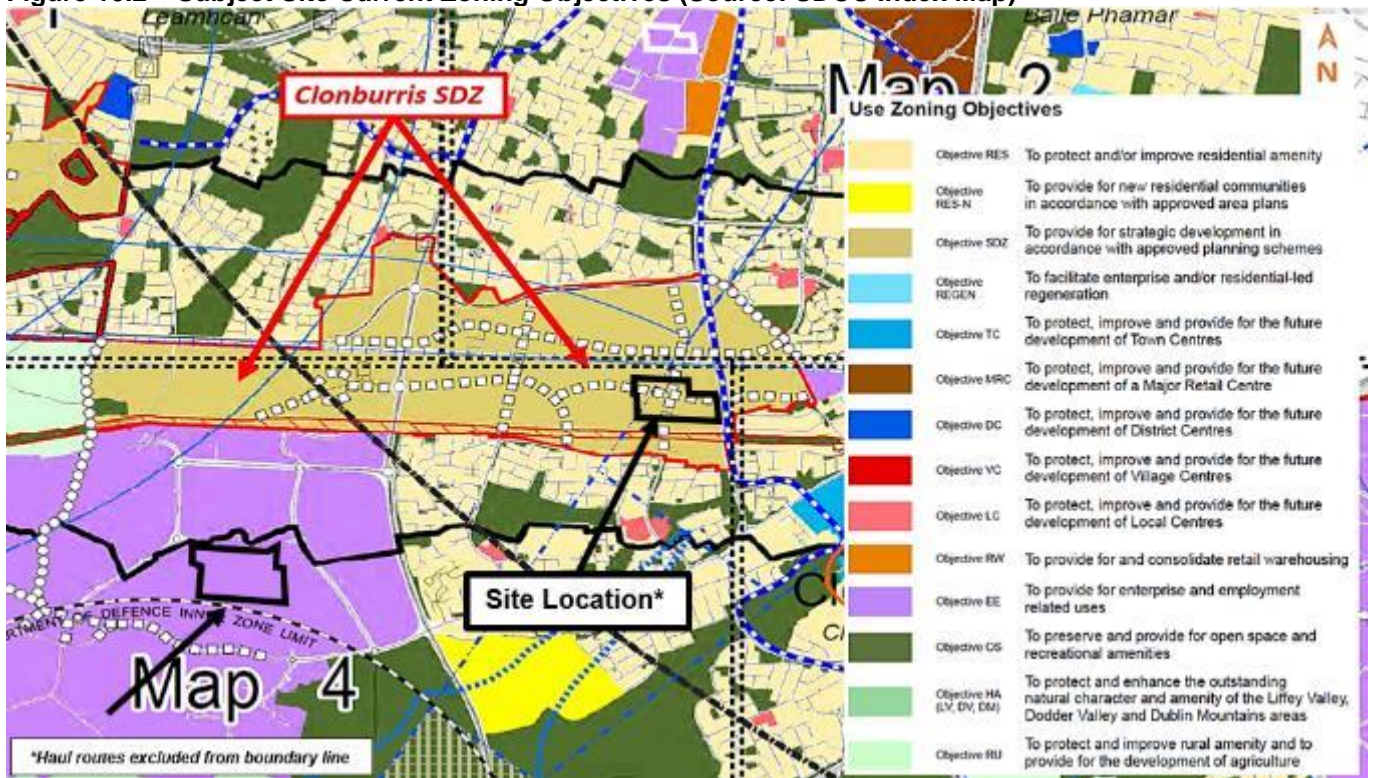 Leamhcan
Baile Phamar
A
N
Clonburris SDZ
Map 2
Use Zoning Objectives
Objective RES To protect and/or improve residential amenity
Objective RES-N To provide for new residential communities
in accordance with approved area plans
Objective SDZ To provide for strategic development in
accordance with approved planning schemes
Objective REGEN To facilitate enterprise and/or residential-led
regeneration
Objective TC To protect, improve and provide for the future
development of Town Centres
Objective MRC To protect, improve and provide for the future
development of a Major Retail Centre
Objective DC To protect, improve and provide for the future
development of District Centres
Objective VC To protect, improve and provide for the future
development of Village Centres
Objective LC To protect, improve and provide for the future
development of Local Centres
Objective RW To provide for and consolidate retail warehousing
Objective EE To provide for enterprise and employment
related uses
Objective OS To preserve and provide for open space and
recreational amenities
Objective HA (LV, DV, DM) To protect and enhance the outstanding
natural character and amenity of the Liffey Valley,
Dodder Valley and Dublin Mountains areas
Objective RU To protect and improve rural amenity and to
provide for the development of agriculture
Site Location*
OF DEFENCE INNER ZONE LIMIT
Map 4
*Haul routes excluded from boundary line